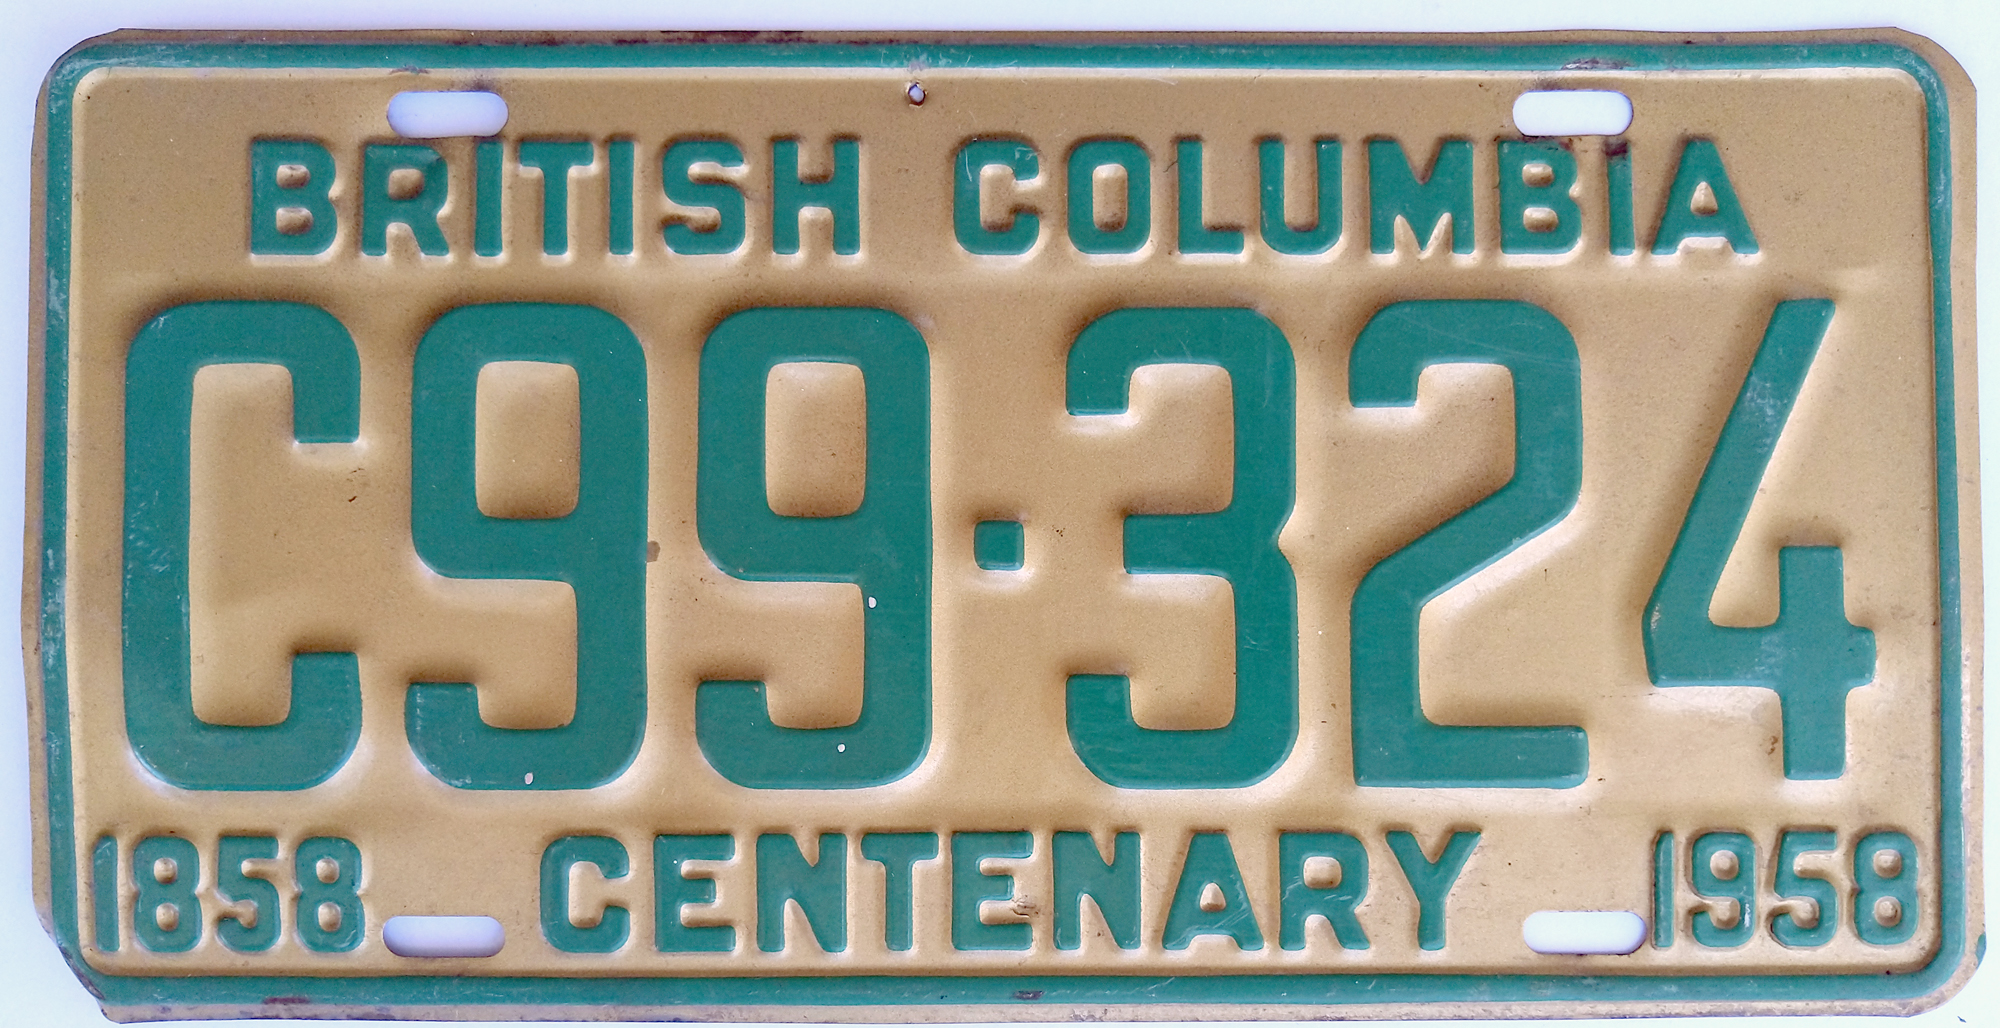 BRITISH COLUMBIA
C99·324
1858 CENTENARY 1958